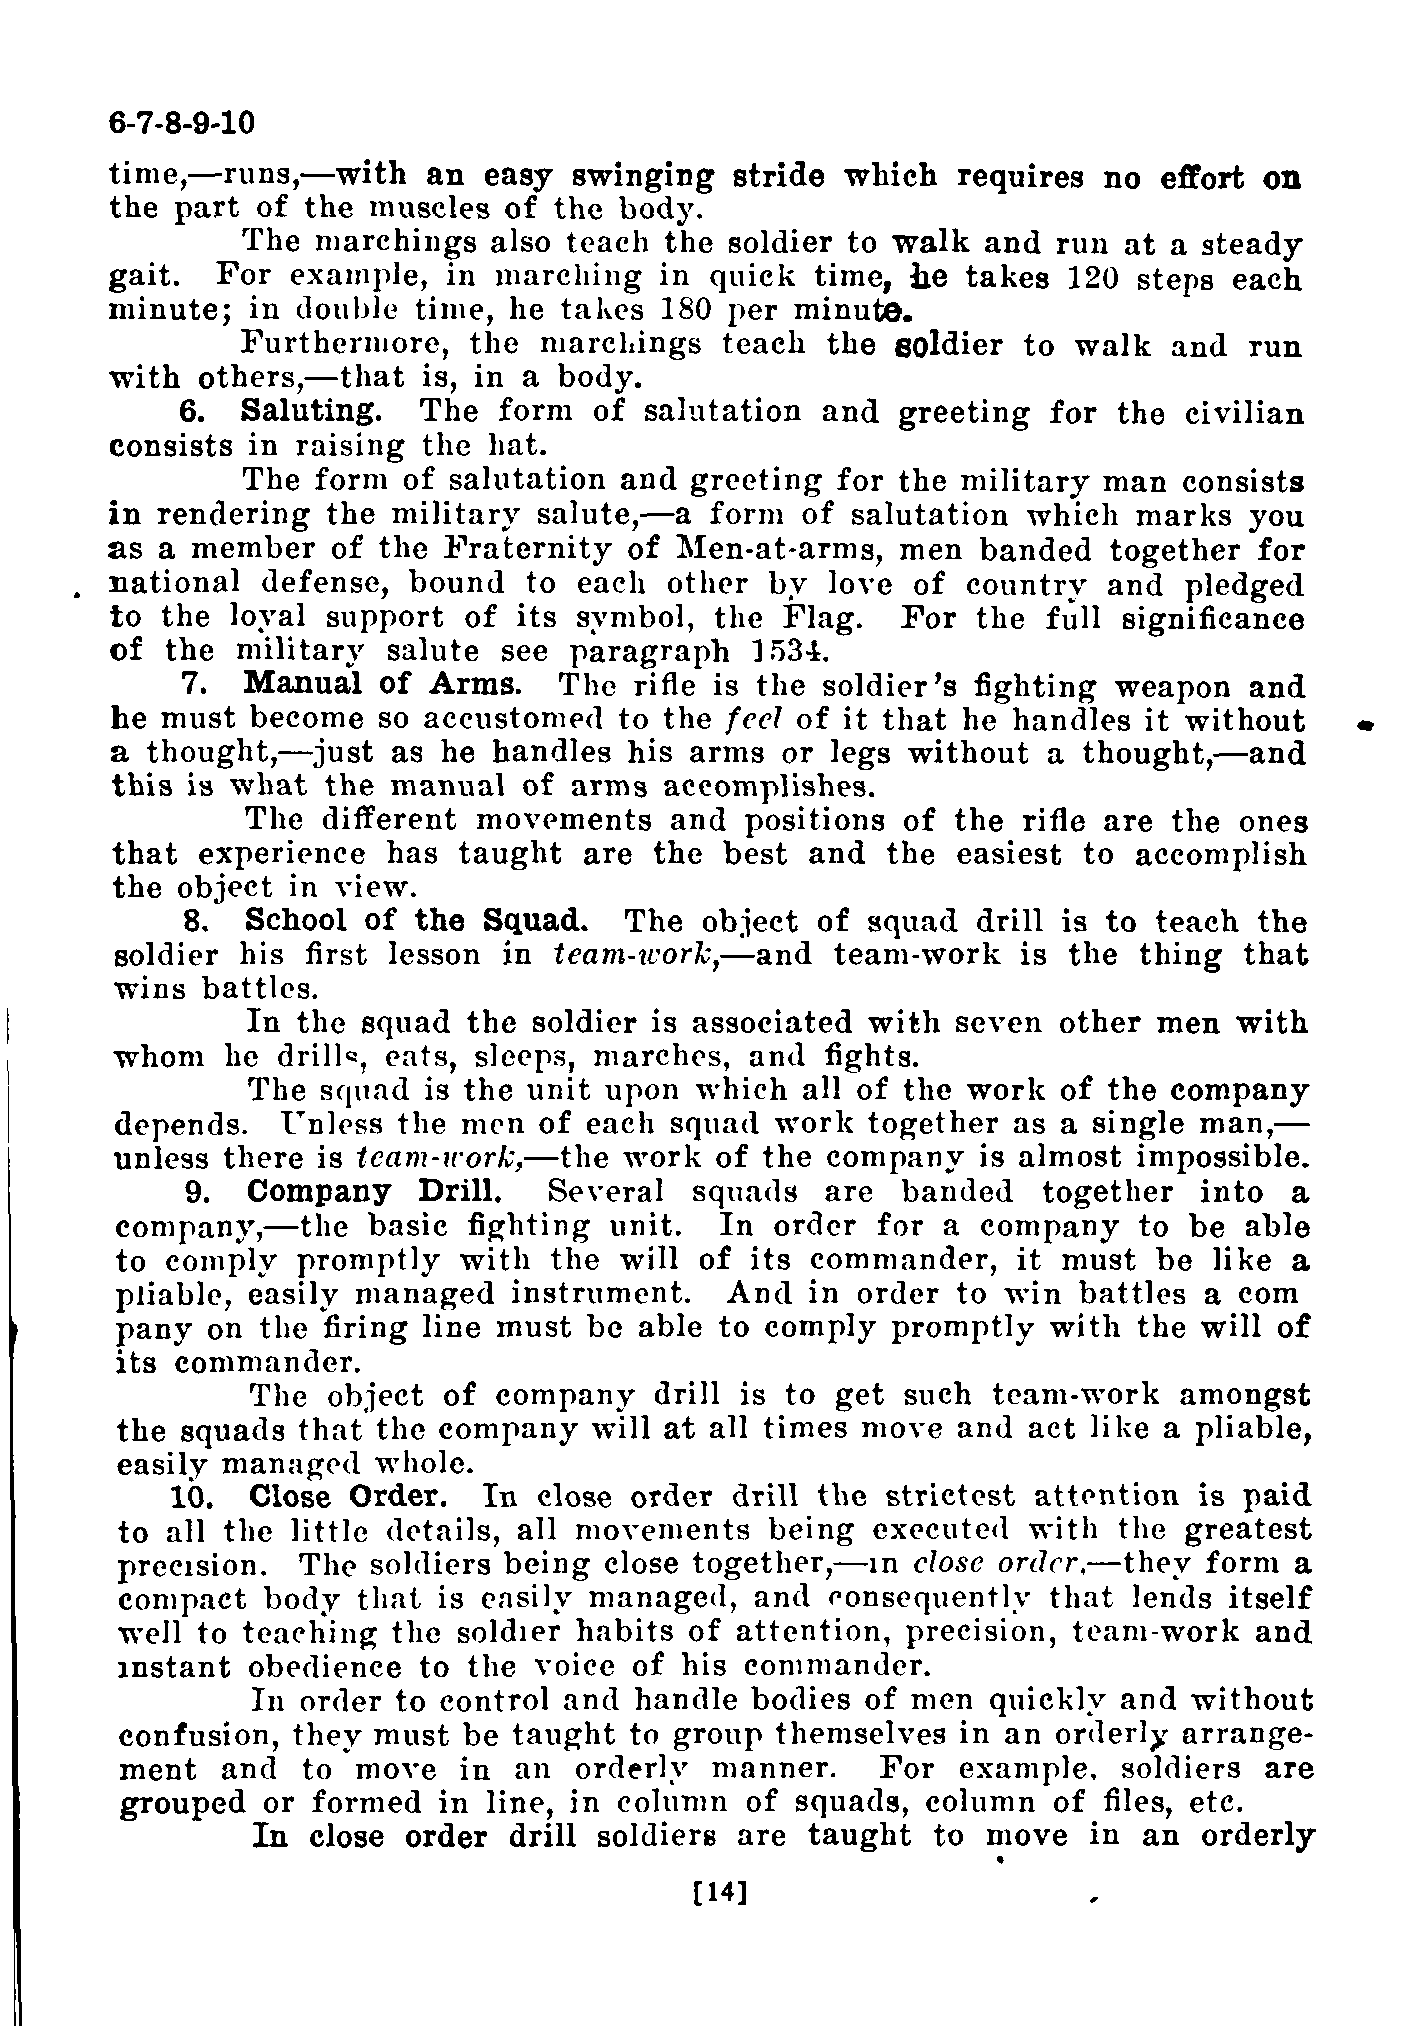 6-7-8-9-10
time,—runs,—with an easy swinging stride which requires no effort on
the part of the muscles of the body.
The marchings also teach the soldier to walk and run at a steady
gait. For example, in marching in quick time, he takes 120 steps each
minute; in double time, he takes 180 per minute.
Furthermore, the marchings teach the soldier to walk and run
with others,—that is, in a body.
6. Saluting. The form of salutation and greeting for the civilian
consists in raising the hat.
The form of salutation and greeting for the military man consists
in rendering the military salute,—a form of salutation which marks you
as a member of the Fraternity of Men-at-arms, men banded together for
national defense, bound to each other by love of country and pledged
to the loyal support of its symbol, the Flag. For the full significance
of the military salute see paragraph 1534.
7. Manual of Arms. The rifle is the soldier's fighting weapon and
he must become so accustomed to the feel of it that he handles it without
a thought,—just as he handles his arms or legs without a thought,—and
this is what the manual of arms accomplishes.
The different movements and positions of the rifle are the ones
that experience has taught are the best and the easiest to accomplish
the object in view.
8. School of the Squad. The object of squad drill is to teach the
soldier his first lesson in team-work,—and team-work is the thing that
wins battles.
In the squad the soldier is associated with seven other men with
whom he drills, eats, sleeps, marches, and fights.
The squad is the unit upon which all of the work of the company
depends. Unless the men of each squad work together as a single man,—
unless there is team-work,—the work of the company is almost impossible.
9. Company Drill. Several squads are banded together into a
company,—the basic fighting unit. In order for a company to be able
to comply promptly with the will of its commander, it must be like a
pliable, easily managed instrument. And in order to win battles a com
pany on the firing line must be able to comply promptly with the will of
its commander.
The object of company drill is to get such team-work amongst
the squads that the company will at all times move and act like a pliable,
easily managed whole.
10. Close Order. In close order drill the strictest attention is paid
to all the little details, all movements being executed with the greatest
precision. The soldiers being close together,—in close order,—they form a
compact body that is easily managed, and consequently that lends itself
well to teaching the soldier habits of attention, precision, team-work and
instant obedience to the voice of his commander.
In order to control and handle bodies of men quickly and without
confusion, they must be taught to group themselves in an orderly arrange-
ment and to move in an orderly manner. For example, soldiers are
grouped or formed in line, in column of squads, column of files, etc.
In close order drill soldiers are taught to move in an orderly
[14]